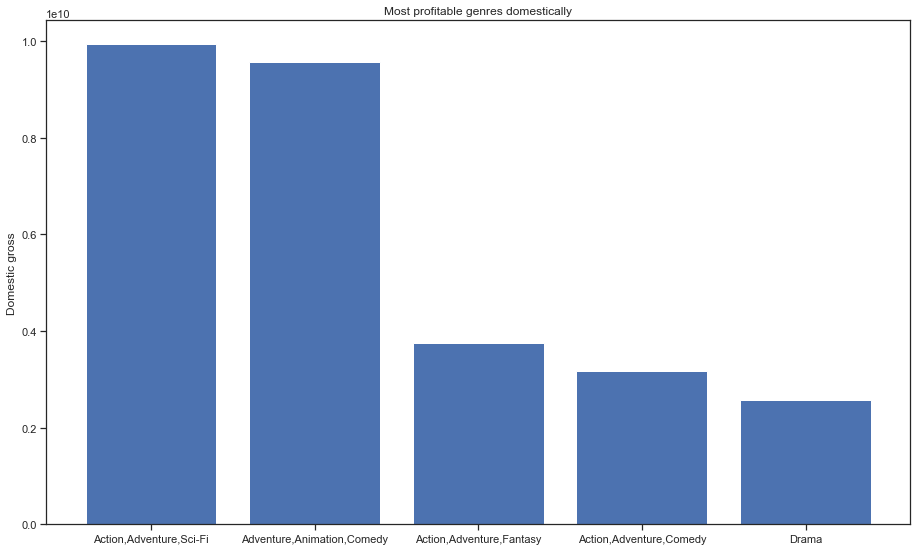 Most profitable genres domestically
1e10
1.0
0.8
0.6
0.4
0.2
0.0
Domestic gross
Action,Adventure,Sci-Fi
Adventure,Animation,Comedy
Action,Adventure,Fantasy
Action,Adventure,Comedy
Drama